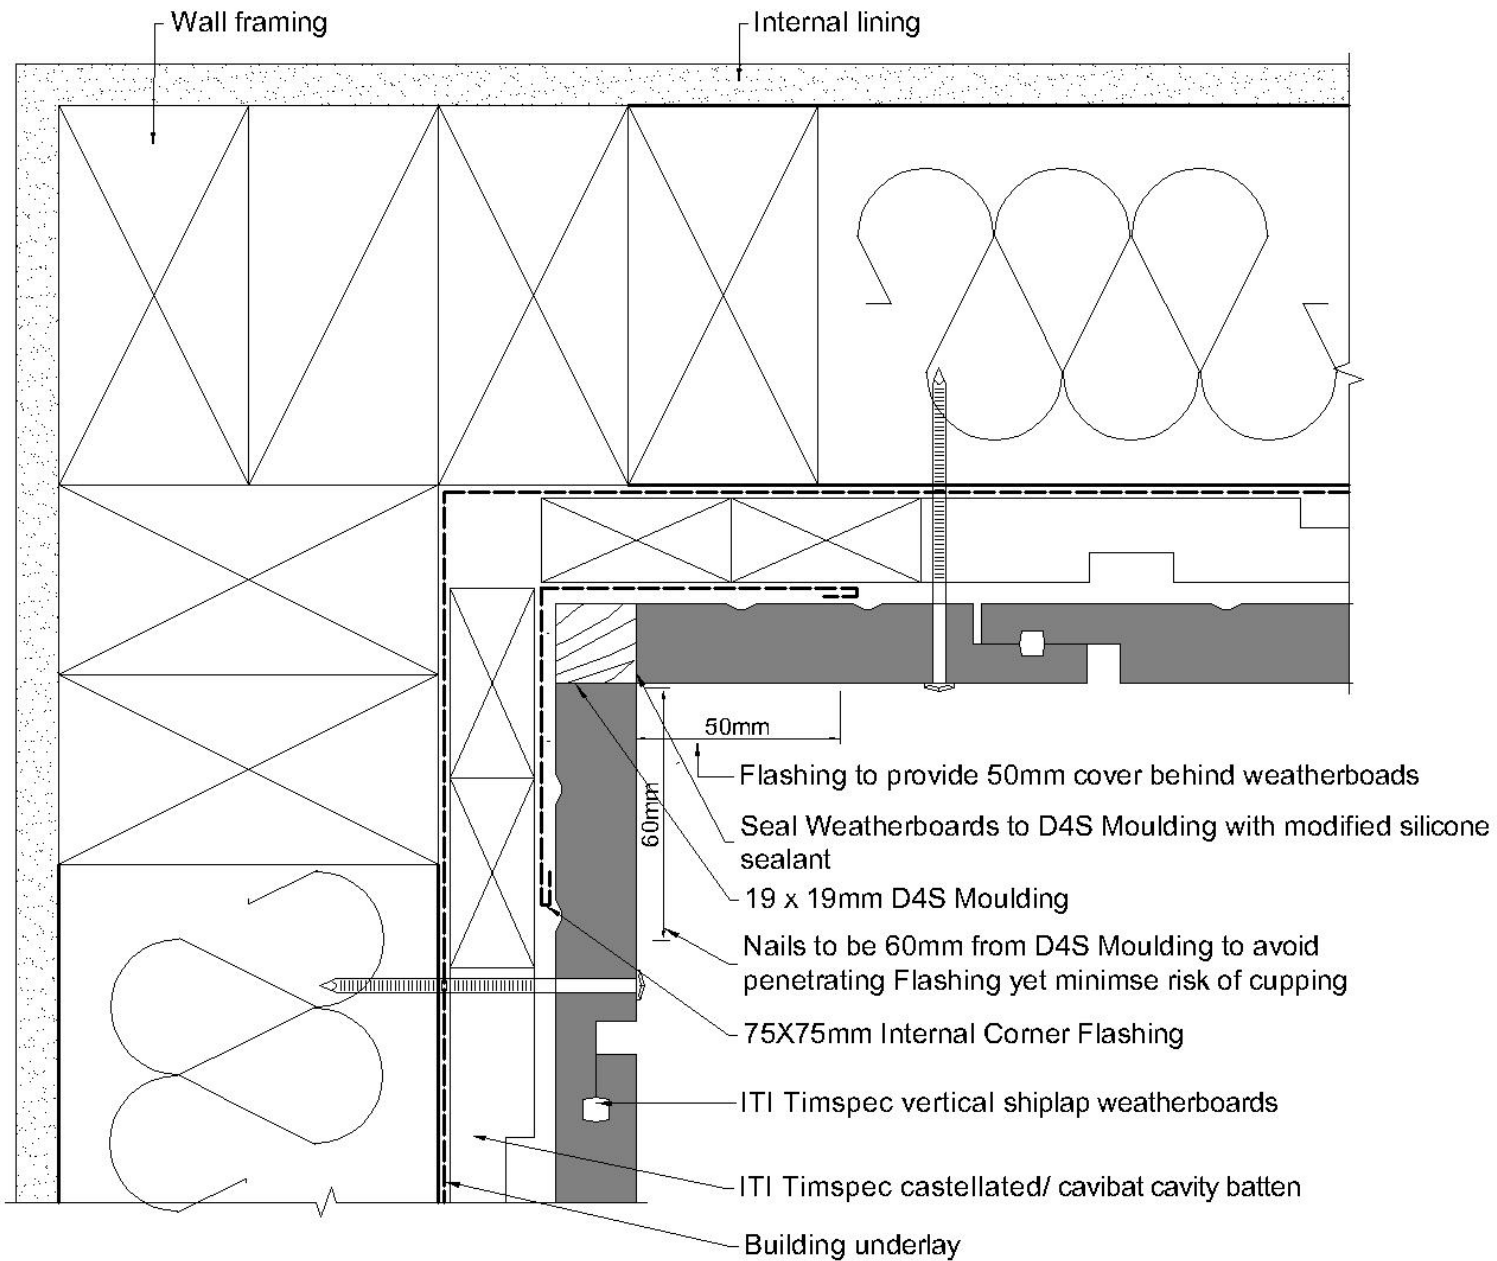 Wall framing
Internal lining
50mm
Flashing to provide 50mm cover behind weatherboads
60mm
Seal Weatherboards to D4S Moulding with modified silicone
sealant
19 x 19mm D4S Moulding
Nails to be 60mm from D4S Moulding to avoid
penetrating Flashing yet minimse risk of cupping
75X75mm Internal Corner Flashing
ITI Timspec vertical shiplap weatherboards
ITI Timspec castellated/ cavibat cavity batten
Building underlay